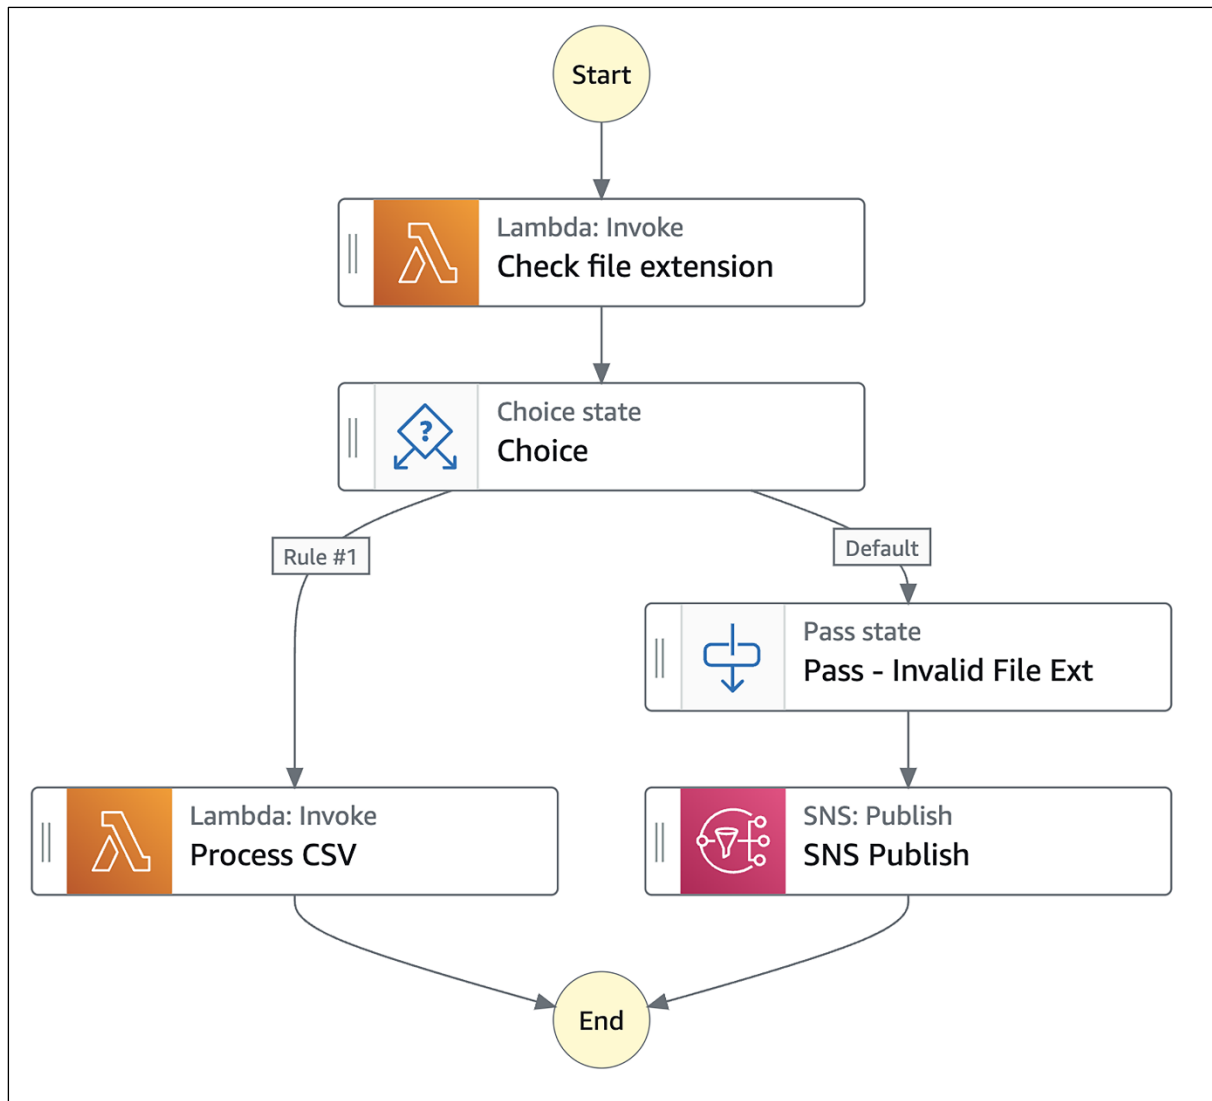 Start
Lambda: Invoke
Check file extension
Choice state
?
Choice
Rule #1
Default
Pass state
Pass - Invalid File Ext
Lambda: Invoke
Process CSV
SNS: Publish
SNS Publish
End